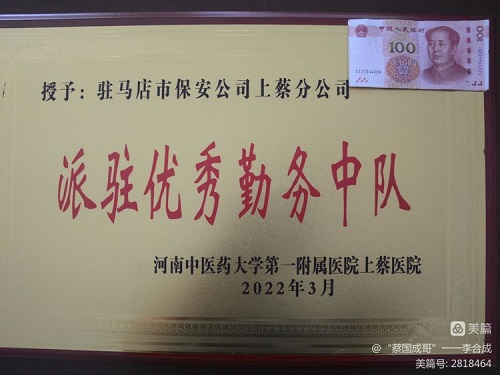 中国人民银行
100
授予：驻马店市保安公司上蔡分公司
派驻优秀勤务中队
河南中医药大学第一附属医院上蔡医院
2022年3月
美篇
@“蔡国成哥”——李合成
美篇号: 2818464